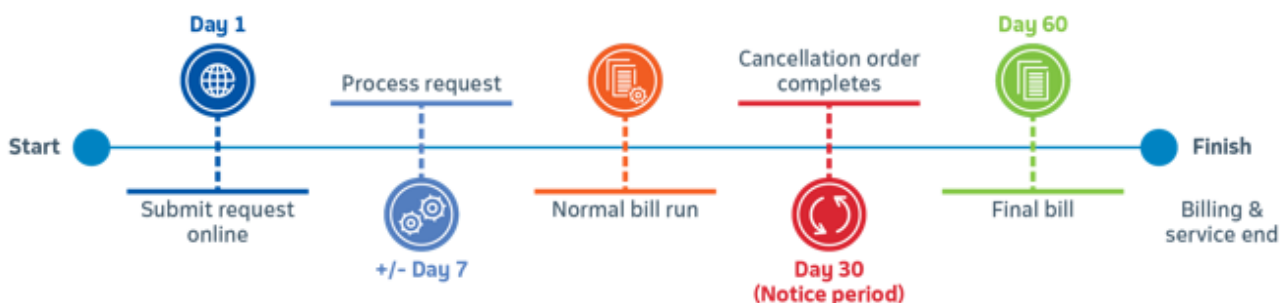 Start
Day 1
Submit request
online
Process request
+/- Day 7
Normal bill run
Cancellation order
completes
Day 30
(Notice period)
Day 60
Final bill
Finish
Billing &
service end